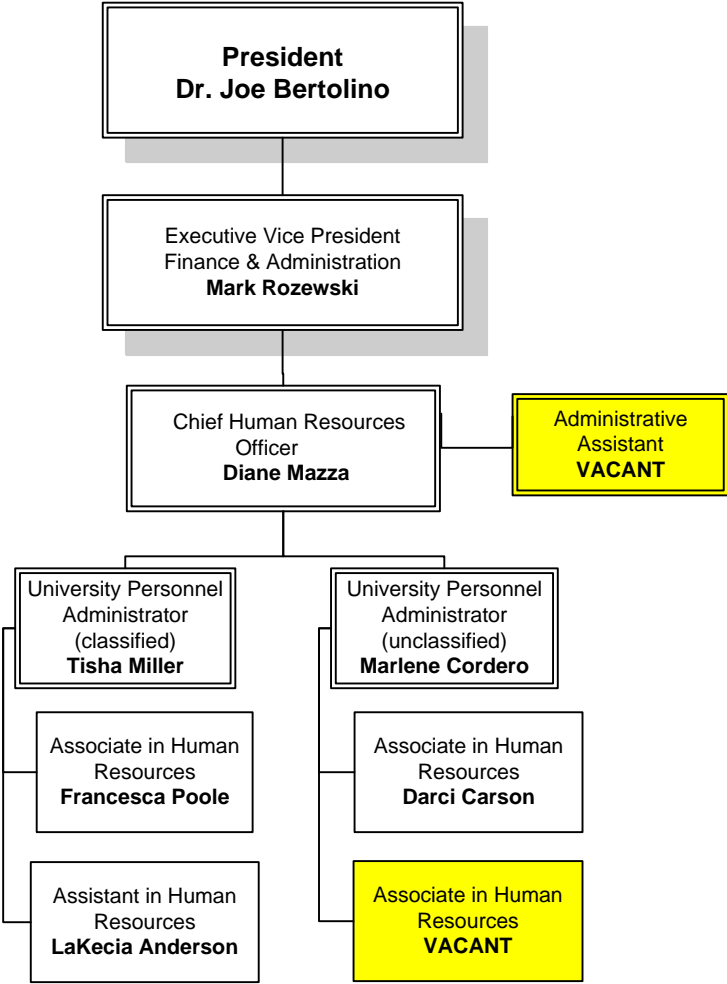 President
Dr. Joe Bertolino
Executive Vice President
Finance & Administration
Mark Rozewski
Chief Human Resources
Officer
Diane Mazza
Administrative
Assistant
VACANT
University Personnel
Administrator
(classified)
Tisha Miller
University Personnel
Administrator
(unclassified)
Marlene Cordero
Associate in Human
Resources
Francesca Poole
Associate in Human
Resources
Darci Carson
Assistant in Human
Resources
LaKecia Anderson
Associate in Human
Resources
VACANT